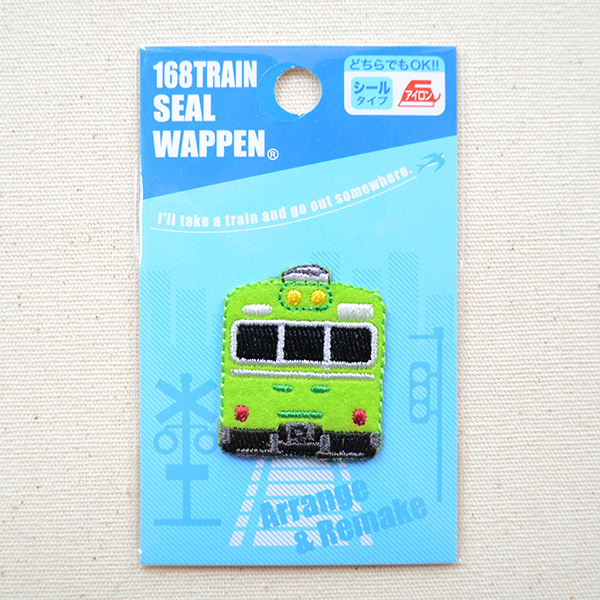 168TRAIN
SEAL
WAPPEN®
どちらでもOK!!
シール
タイプ
アイロン
I'll take a train and go out somewhere.
Arrange
& Remake